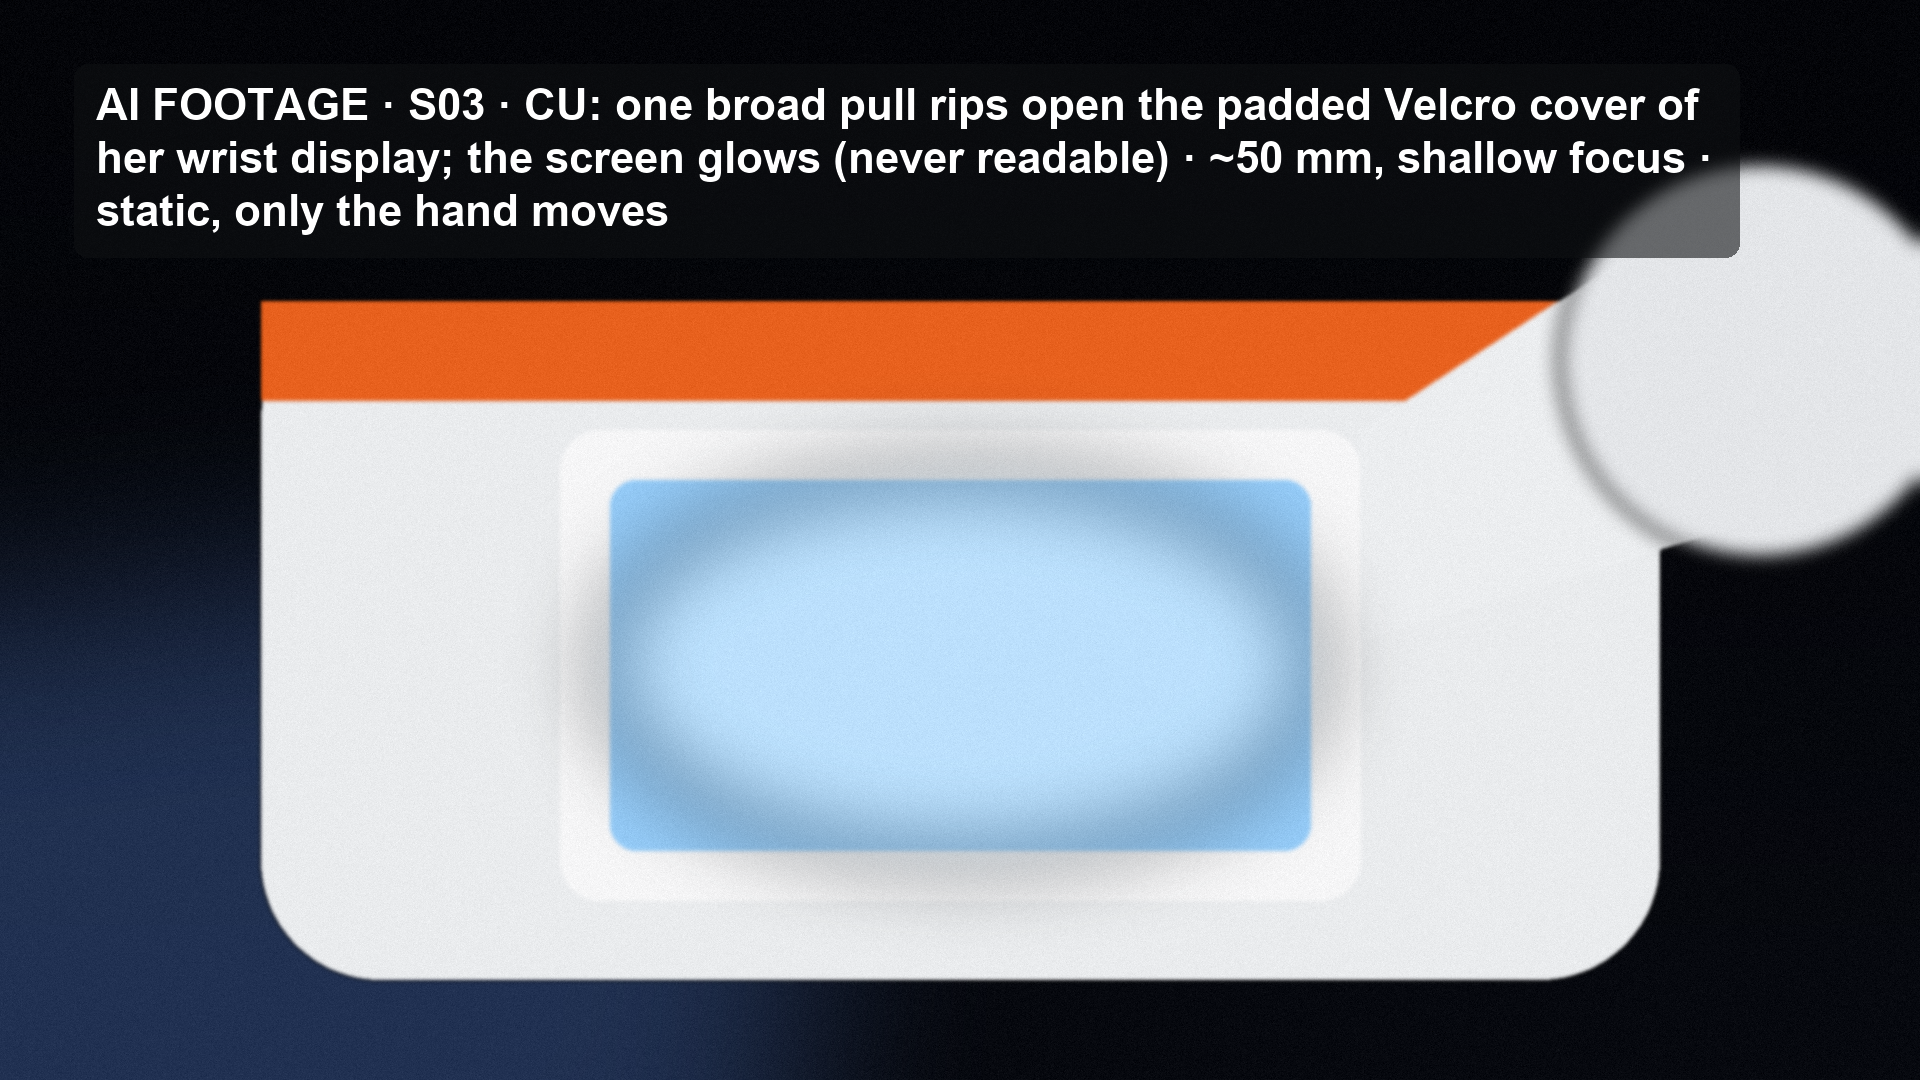 AI FOOTAGE · S03 · CU: one broad pull rips open the padded Velcro cover of
her wrist display; the screen glows (never readable) · ~50 mm, shallow focus ·
static, only the hand moves